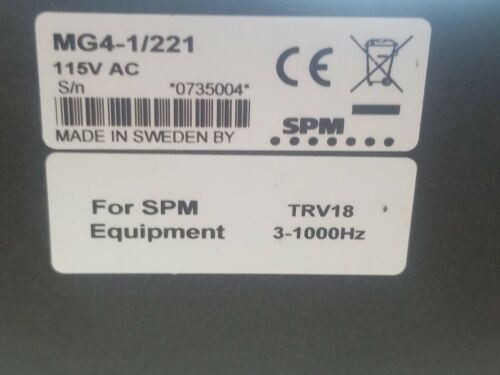 MG4-1/221
115V AC
S/n *0735004*
MADE IN SWEDEN BY
SPM
For SPM TRV18
Equipment 3-1000Hz
CE